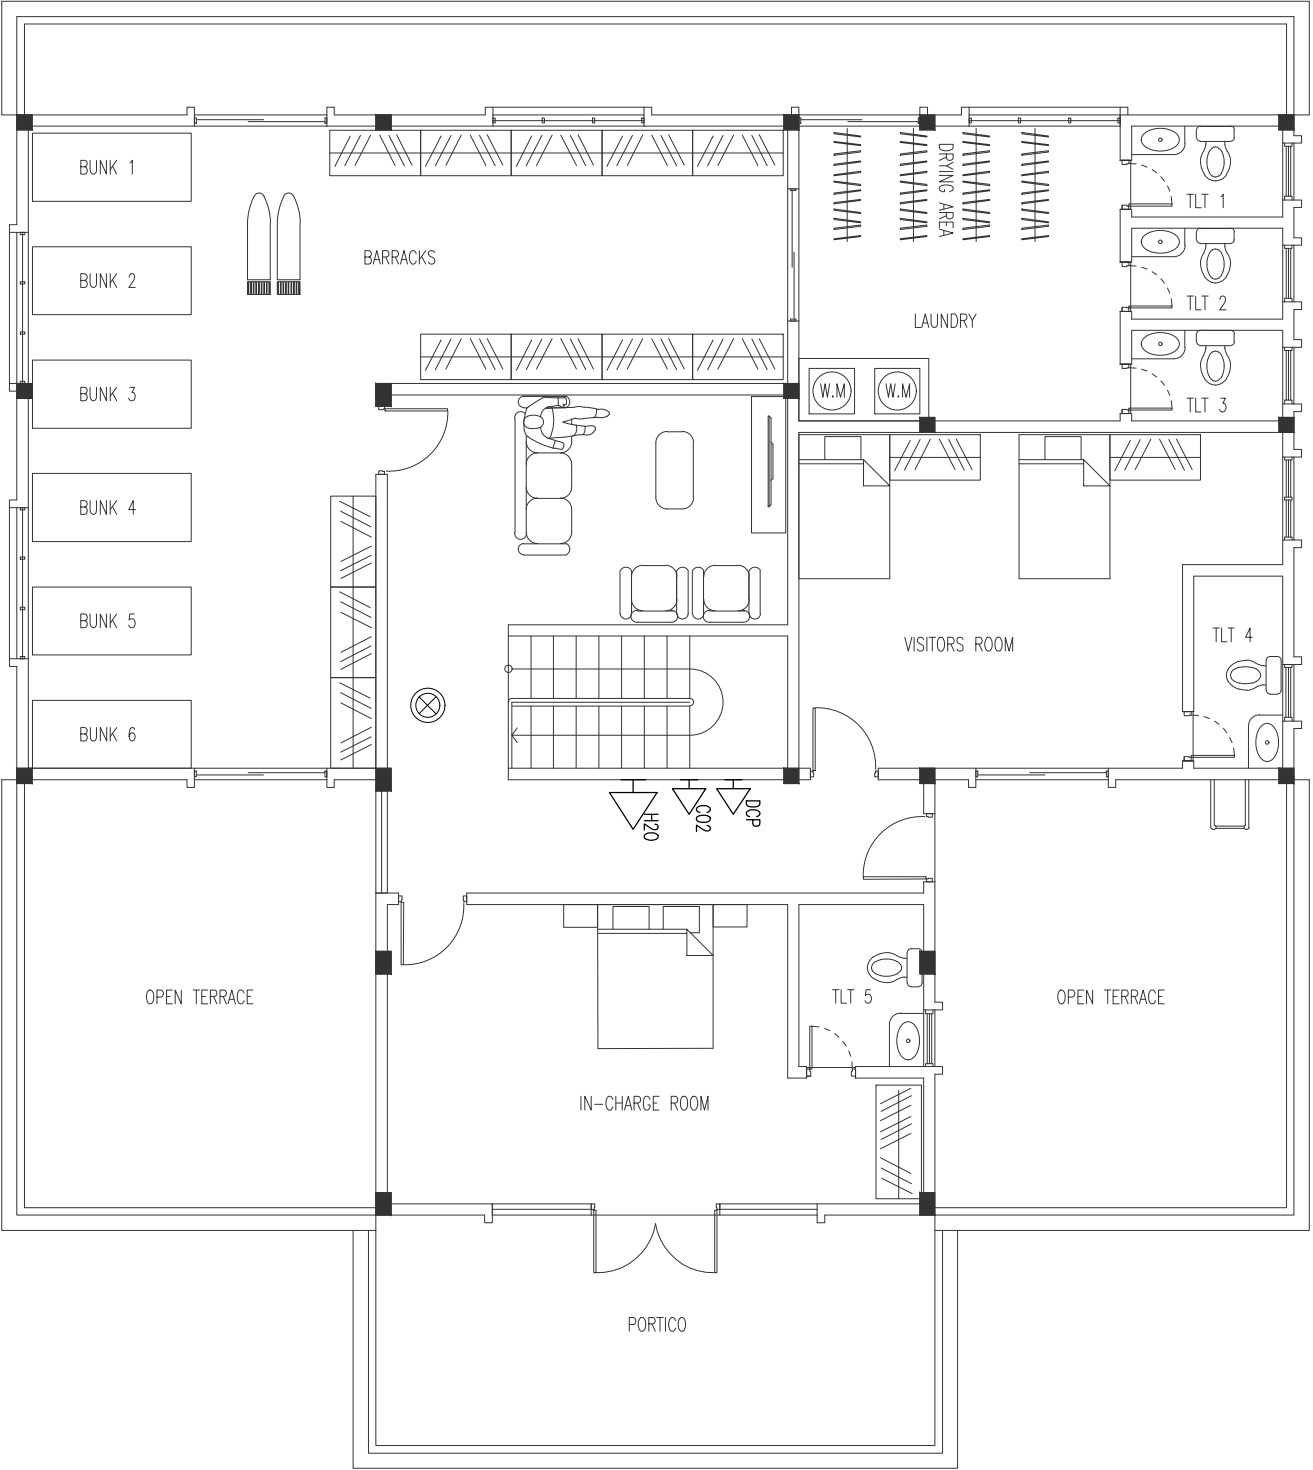 BUNK 1
BUNK 2
BUNK 3
BUNK 4
BUNK 5
BUNK 6
BARRACKS
DRYING AREA
LAUNDRY
W.M
W.M
TLT 1
TLT 2
TLT 3
VISITORS ROOM
TLT 4
H2O
CO2
DCP
OPEN TERRACE
TLT 5
OPEN TERRACE
IN-CHARGE ROOM
PORTICO